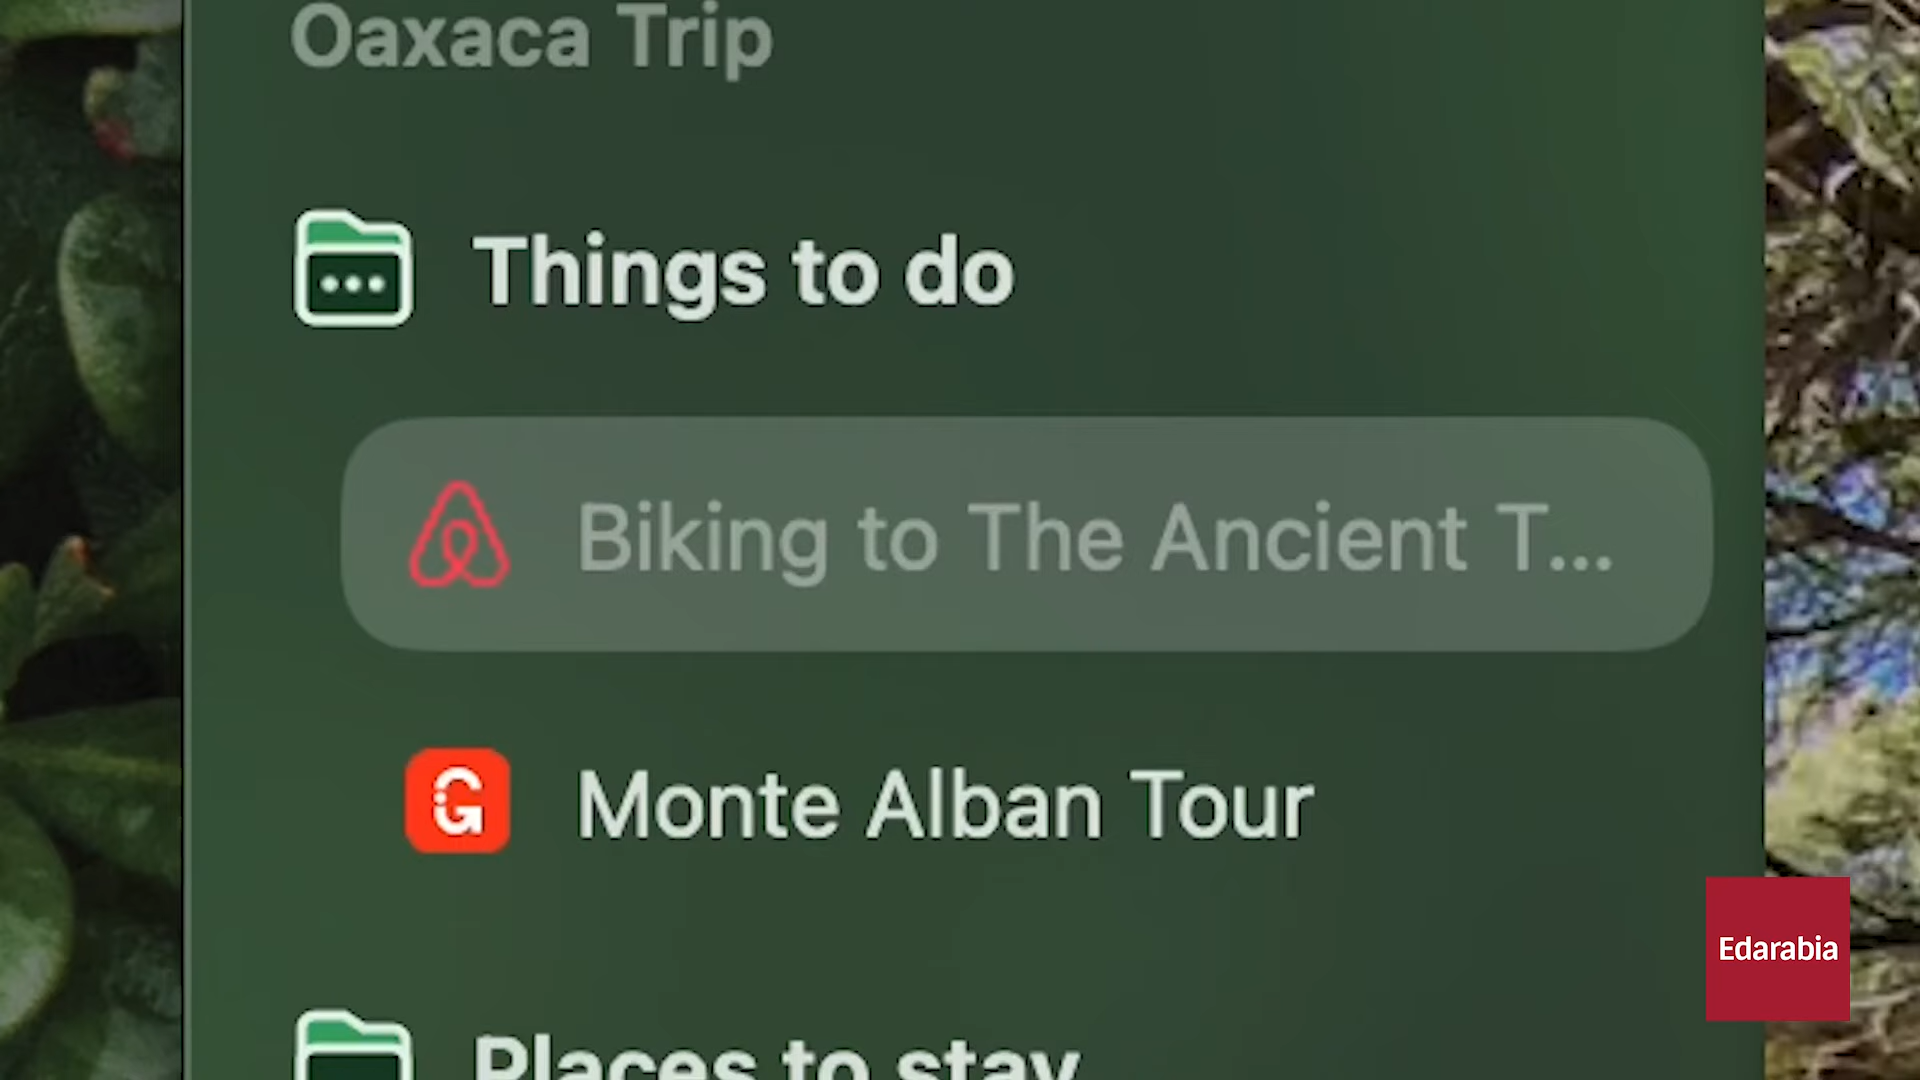 Oaxaca Trip
Things to do
Biking to The Ancient T...
G
Monte Alban Tour
Edarabia
Places to stay